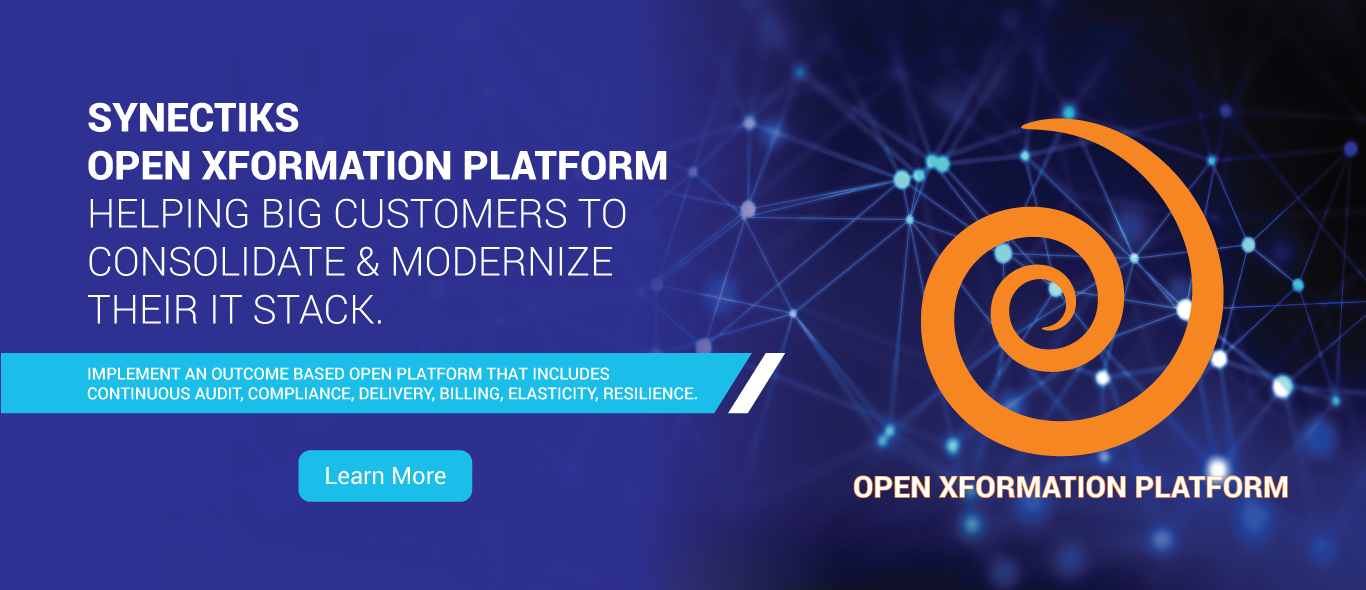 SYNECTIKS
OPEN XFORMATION PLATFORM
HELPING BIG CUSTOMERS TO
CONSOLIDATE & MODERNIZE
THEIR IT STACK.
IMPLEMENT AN OUTCOME BASED OPEN PLATFORM THAT INCLUDES
CONTINUOUS AUDIT, COMPLIANCE, DELIVERY, BILLING, ELASTICITY, RESILIENCE.
Learn More
OPEN XFORMATION PLATFORM